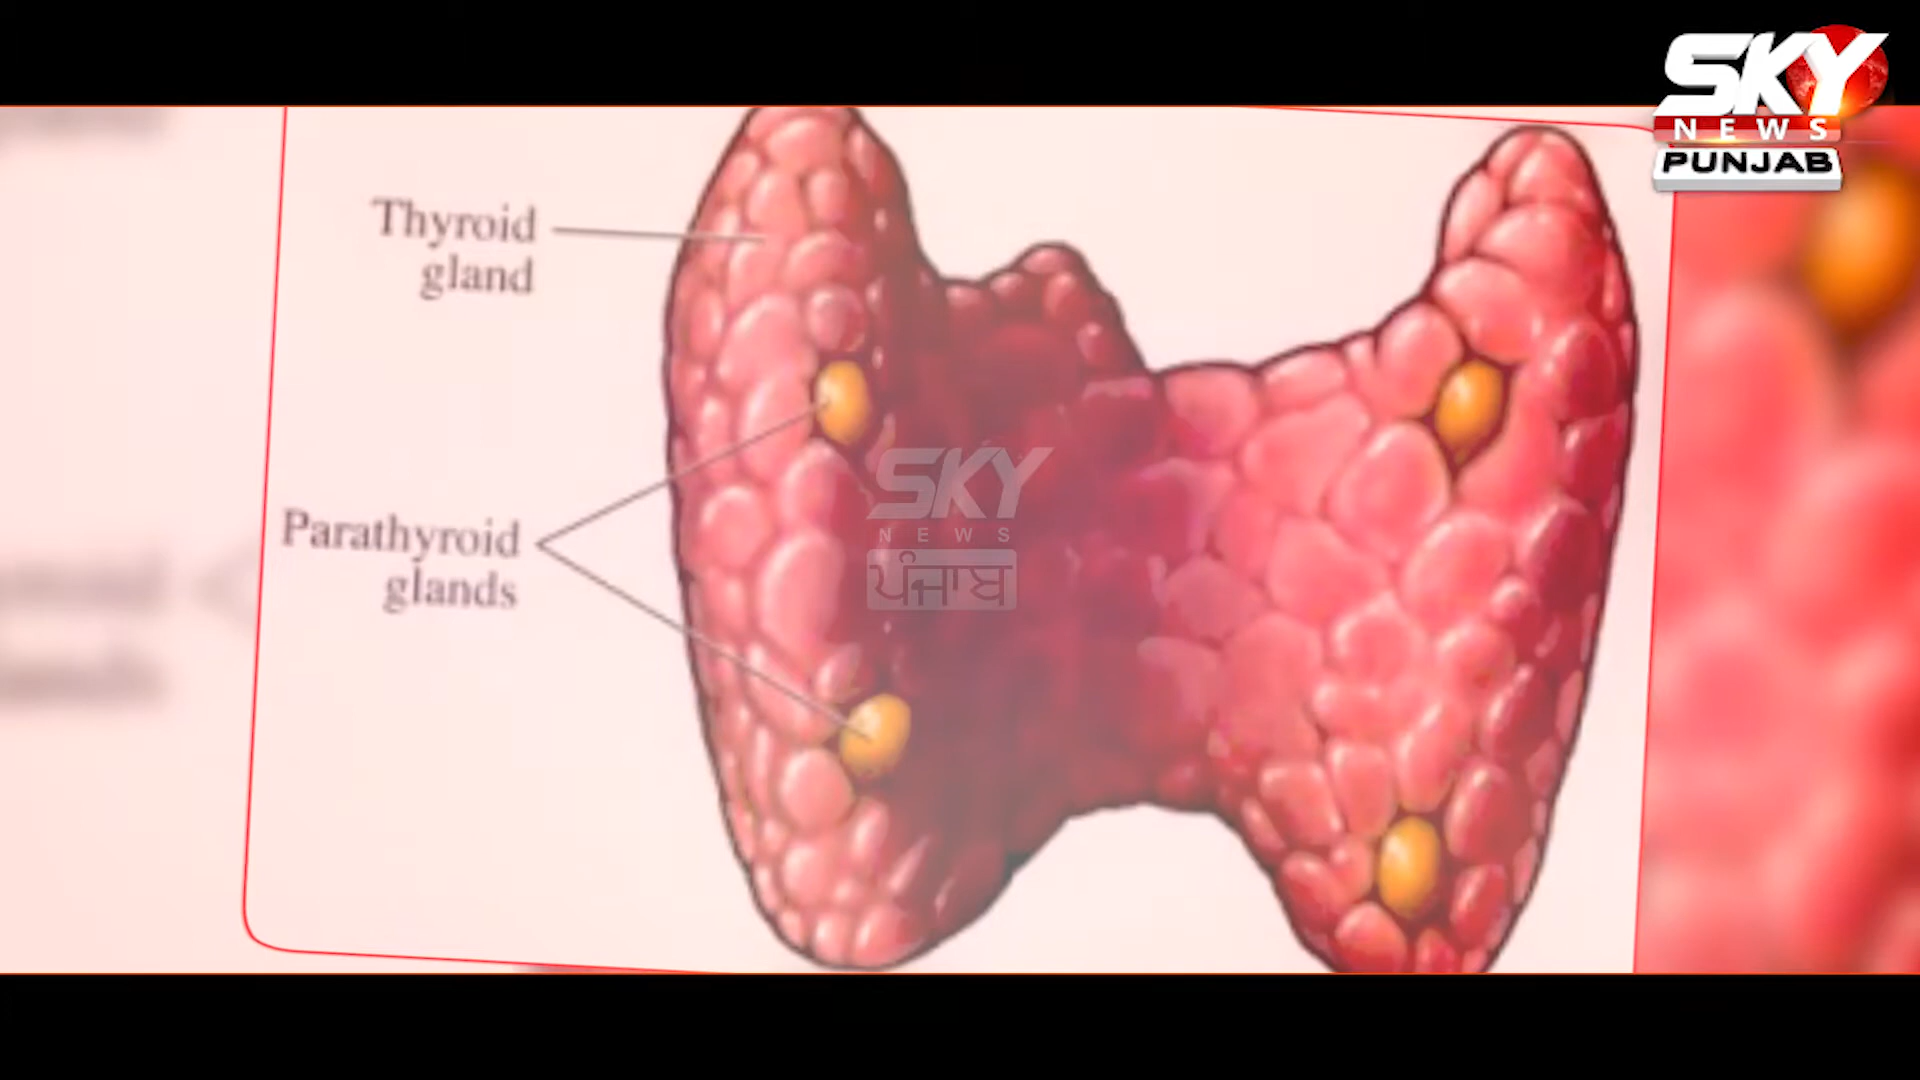 SKY
NEWS
PUNJAB
Thyroid
gland
Parathyroid
glands
SKY
NEWS
ਪੰਜਾਬ